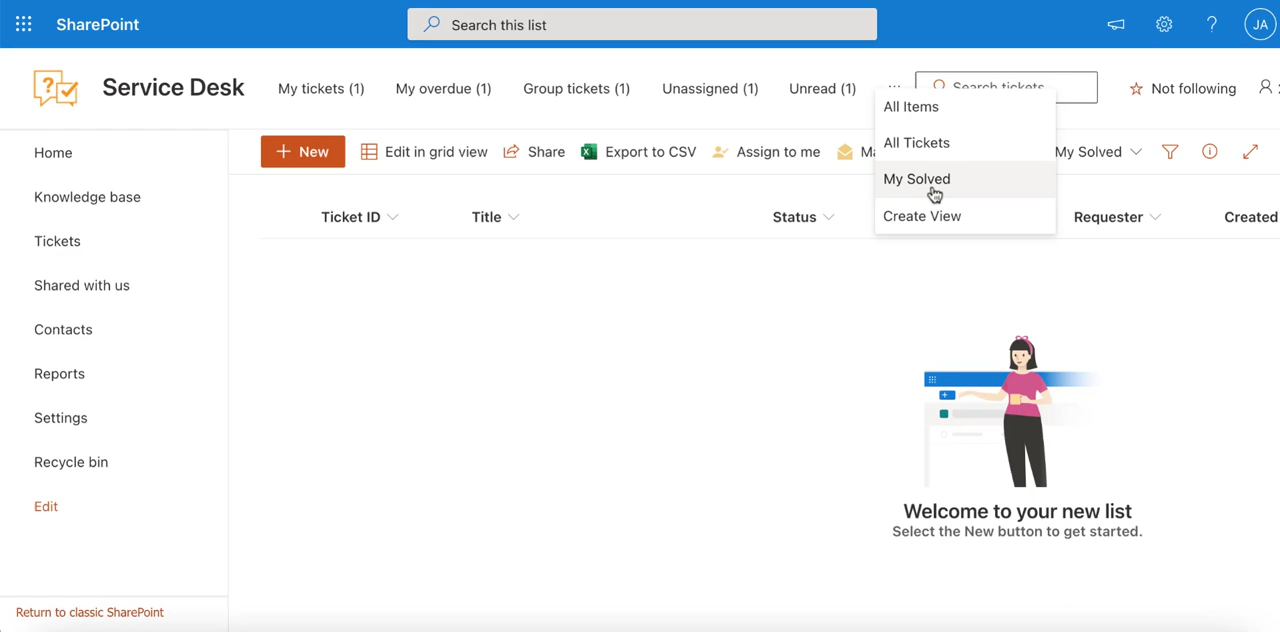 SharePoint
Search this list
JA
Service Desk
My tickets (1)
My overdue (1)
Group tickets (1)
Unassigned (1)
Unread (1)
...
Search tickets
Not following
All Items
All Tickets
My Solved
Create View
Home
Knowledge base
Tickets
Shared with us
Contacts
Reports
Settings
Recycle bin
Edit
Return to classic SharePoint
+ New
Edit in grid view
Share
Export to CSV
Assign to me
My Solved
Ticket ID
Title
Status
Requester
Created
Welcome to your new list
Select the New button to get started.